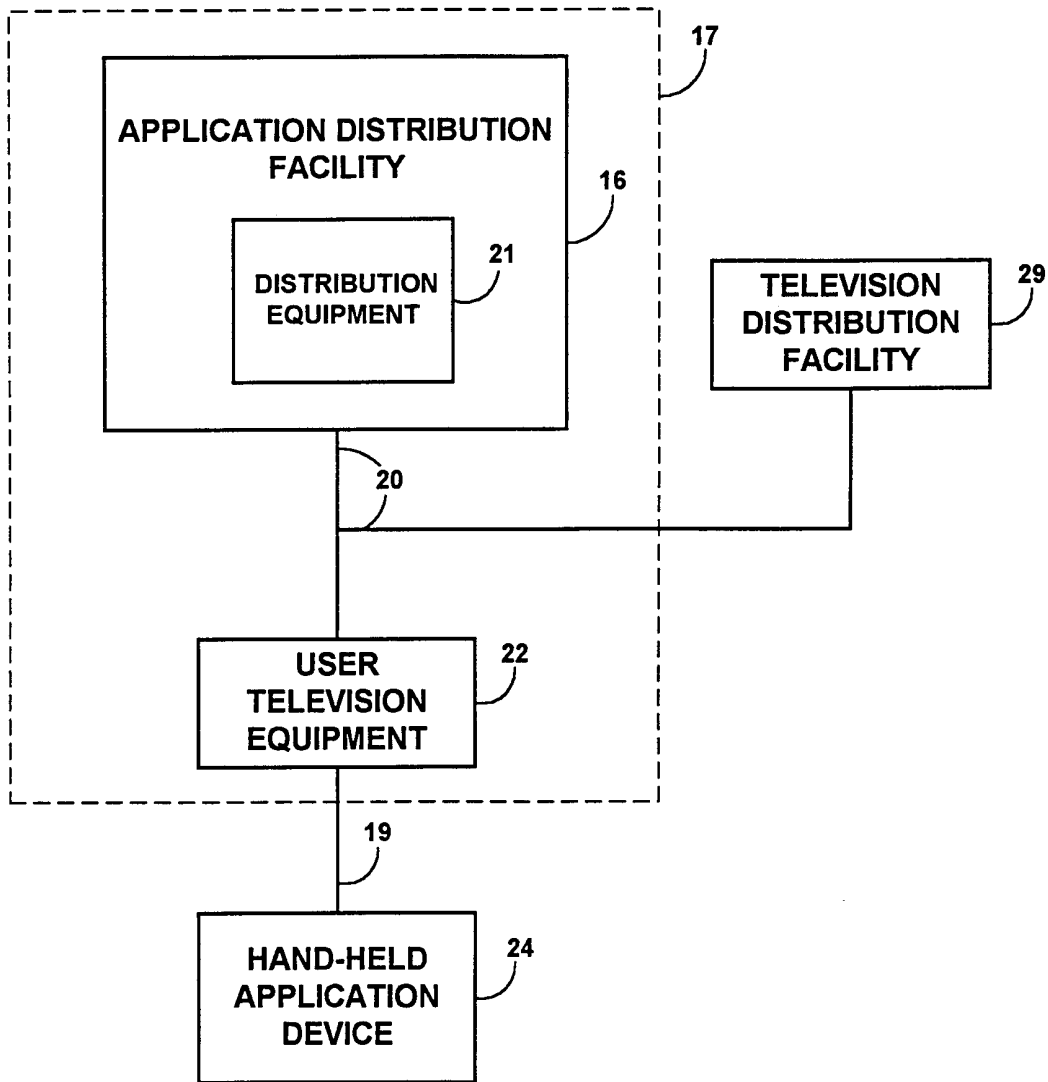 17
APPLICATION DISTRIBUTION
FACILITY
16
21
DISTRIBUTION
EQUIPMENT
TELEVISION
DISTRIBUTION
FACILITY
29
20
USER
TELEVISION
EQUIPMENT
22
19
HAND-HELD
APPLICATION
DEVICE
24